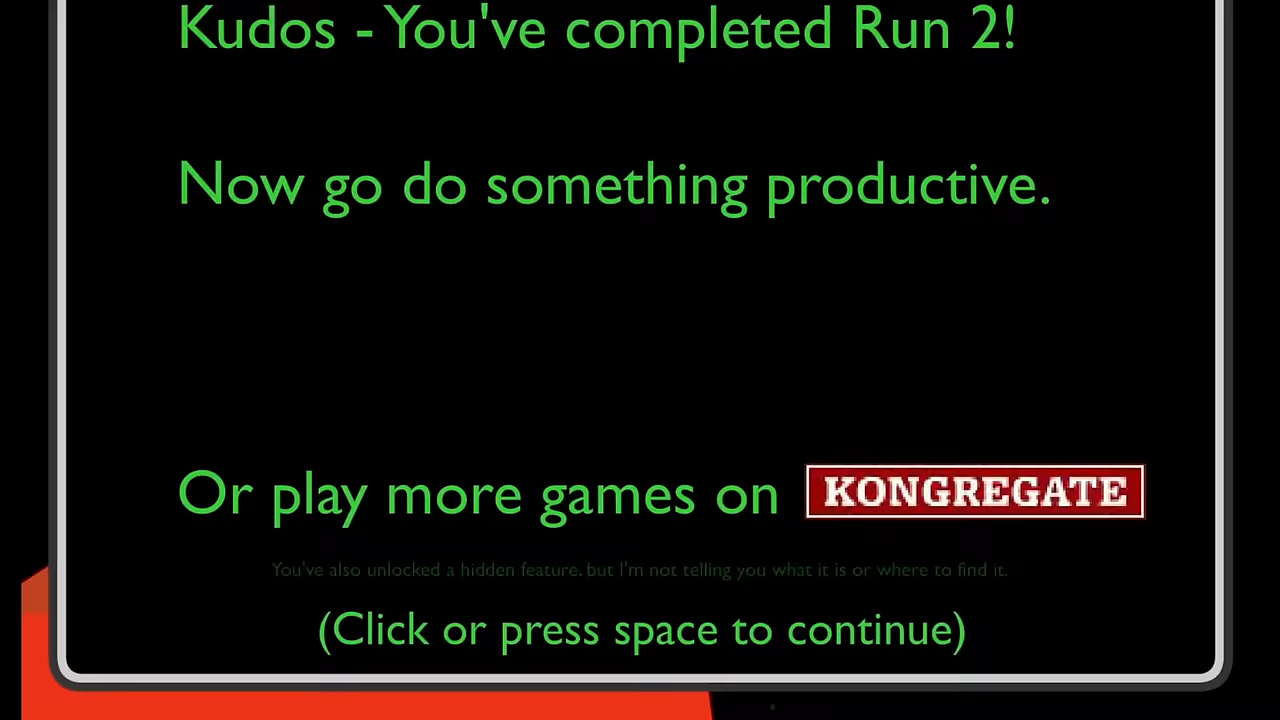 Kudos - You've completed Run 2!
Now go do something productive.
Or play more games on KONGREGATE
You've also unlocked a hidden feature, but I'm not telling you what it is or where to find it.
(Click or press space to continue)